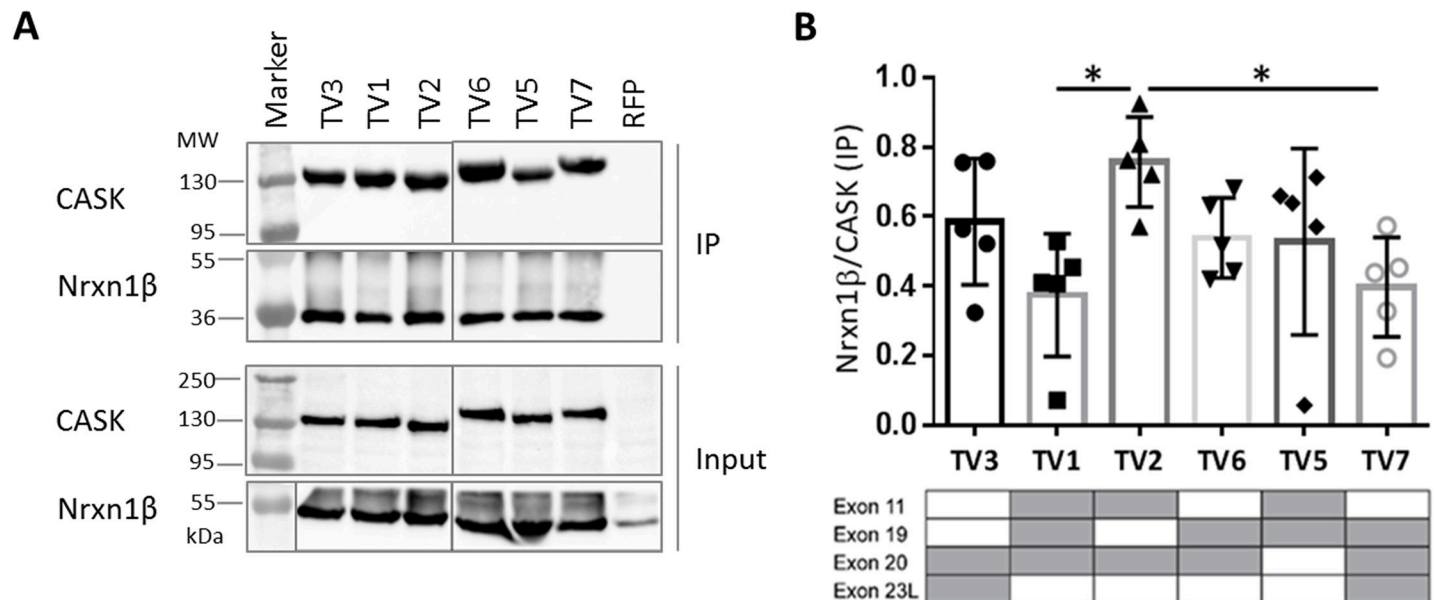 A
Marker TV3 TV1 TV2 TV6 TV5 TV7 RFP
MW
CASK
130
95
IP
Nrxn1β
55
36
CASK
250
130
95
Input
Nrxn1β
55
kDa
B
* *
Nrxn1β/CASK (IP)
1.0
0.8
0.6
0.4
0.2
0.0
TV3 TV1 TV2 TV6 TV5 TV7
Exon 11
Exon 19
Exon 20
Exon 23L